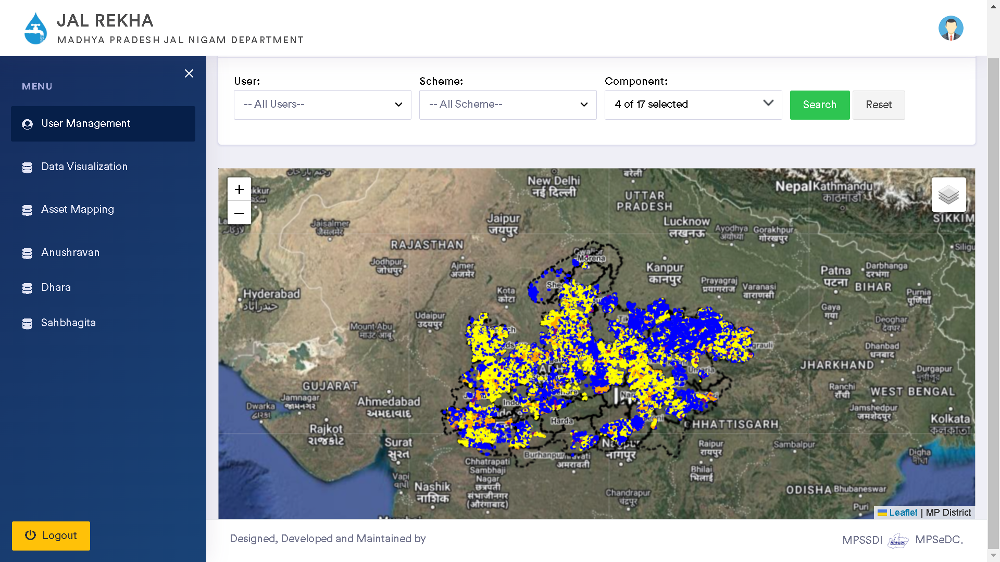 JAL REKHA
MADHYA PRADESH JAL NIGAM DEPARTMENT
MENU
User Management
Data Visualization
Asset Mapping
Anushravan
Dhara
Sahbhagita
Logout
User:
Scheme:
Component:
-- All Users--
-- All Scheme--
4 of 17 selected
Search
Reset
+
−
New Delhi
नई दिल्ली
बरेली
UTTAR
PRADESH
Nepal
Kathmandu
काठमाडौं
SIKKIM
Jaisalmer
जैसलमेर
Jaipur
जयपुर
Lucknow
लखनऊ
Ayodhya
अयोध्या
Gorakhpur
गोरखपुर
RAJASTHAN
Jodhpur
जोधपुर
Ajmer
अजमेर
Gwalior
Morena
Kanpur
कानपुर
Patna
पटना
Darbhanga
दरभंगा
BIHAR
Purnia
पूर्णिया
Prayagraj
प्रयागराज
Varanasi
वाराणसी
Kota
कोटा
Hyderabad
Gaya
गया
Deoghar
देवघर
Udaipur
उदयपुर
Mount Abu
माउंट आबू
Dhanbad
धनबाद
JHARKHAND
Umaria
Durgapur
Ranchi
राँची
WEST BENGAL
GUJARAT
Jamnagar
જામનગર
Dwarka
દ્વારકા
Ahmedabad
અમદાવાદ
Jamshedpur
जमशेदपुर
Kolkata
কলকাতা
Harda
CHHATTISGARH
Rajkot
રાજકોટ
Surat
સુરત
Raipur
रायपुर
Sambalpur
Burhanpur
अमरावती
नागपूर
Digha
দীঘা
Chhatrapati
Sambhaji
Nagar
छत्रपती
संभाजीनगर
(औरंगाबाद)
Bhilai
भिलाई
Vapi
વાપી
Nashik
नाशिक
Chandrapur
चंद्रपूर
ODISHA
Bhubaneswar
Puri
Leaflet | MP District
Designed, Developed and Maintained by
MPSSDI
MPSeDC
MPSeDC.